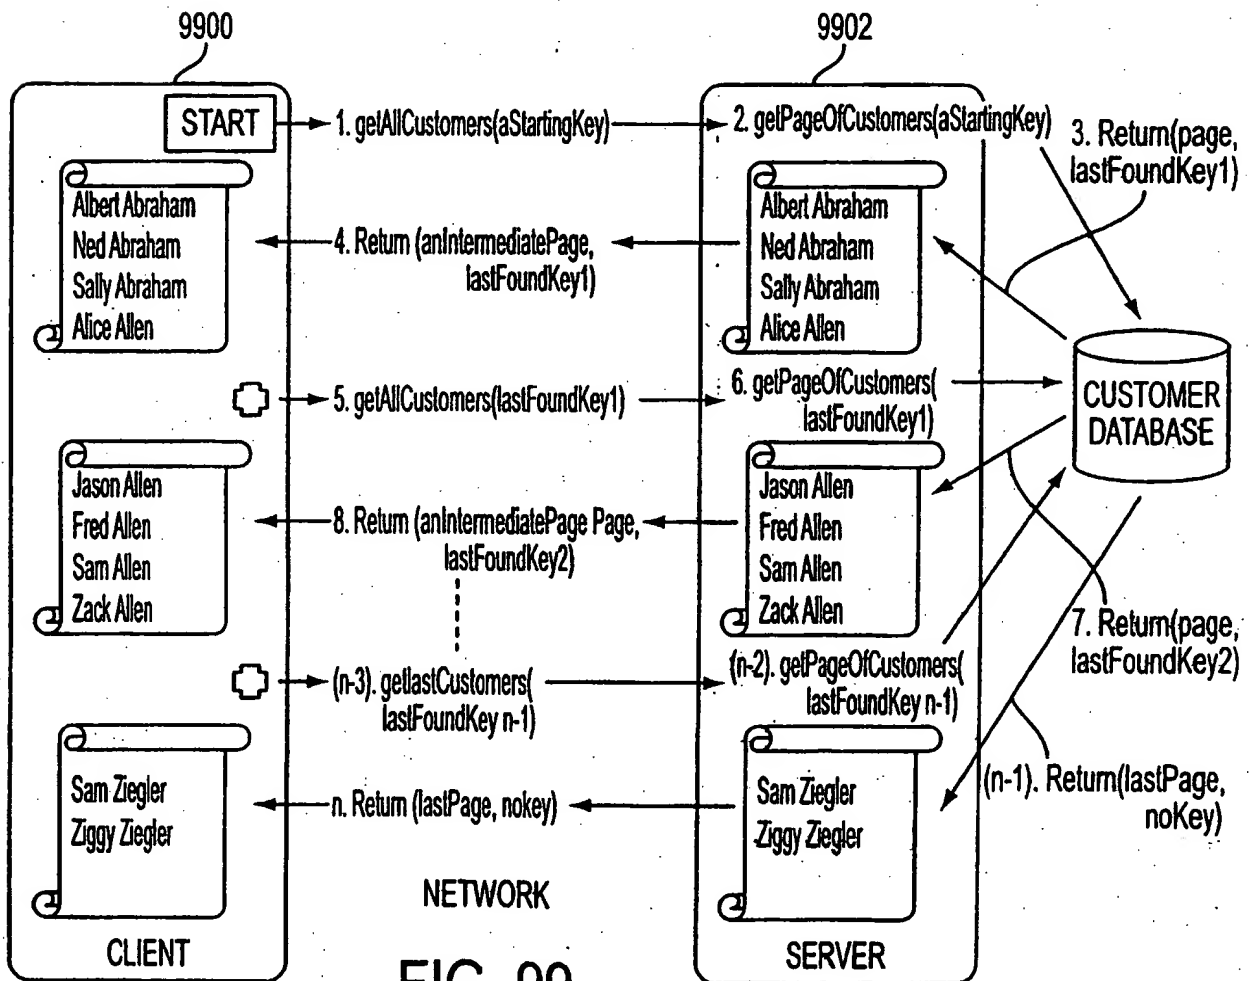 9900
9902
START
1. getAllCustomers(aStartingKey)
2. getPageOfCustomers(aStartingKey)
3. Return(page,
lastFoundKey1)
Albert Abraham
Ned Abraham
Sally Abraham
Alice Allen
4. Return (anIntermediatePage,
lastFoundKey1)
Albert Abraham
Ned Abraham
Sally Abraham
Alice Allen
5. getAllCustomers(lastFoundKey1)
6. getPageOfCustomers(
lastFoundKey1)
CUSTOMER
DATABASE
Jason Allen
Fred Allen
Sam Allen
Zack Allen
8. Return (anIntermediatePage Page,
lastFoundKey2)
Jason Allen
Fred Allen
Sam Allen
Zack Allen
7. Return(page,
lastFoundKey2)
(n-3). getlastCustomers(
lastFoundKey n-1)
(n-2). getPageOfCustomers(
lastFoundKey n-1)
(n-1). Return(lastPage,
noKey)
Sam Ziegler
Ziggy Ziegler
n. Return (lastPage, nokey)
Sam Ziegler
Ziggy Ziegler
NETWORK
CLIENT
SERVER
FIG. 99